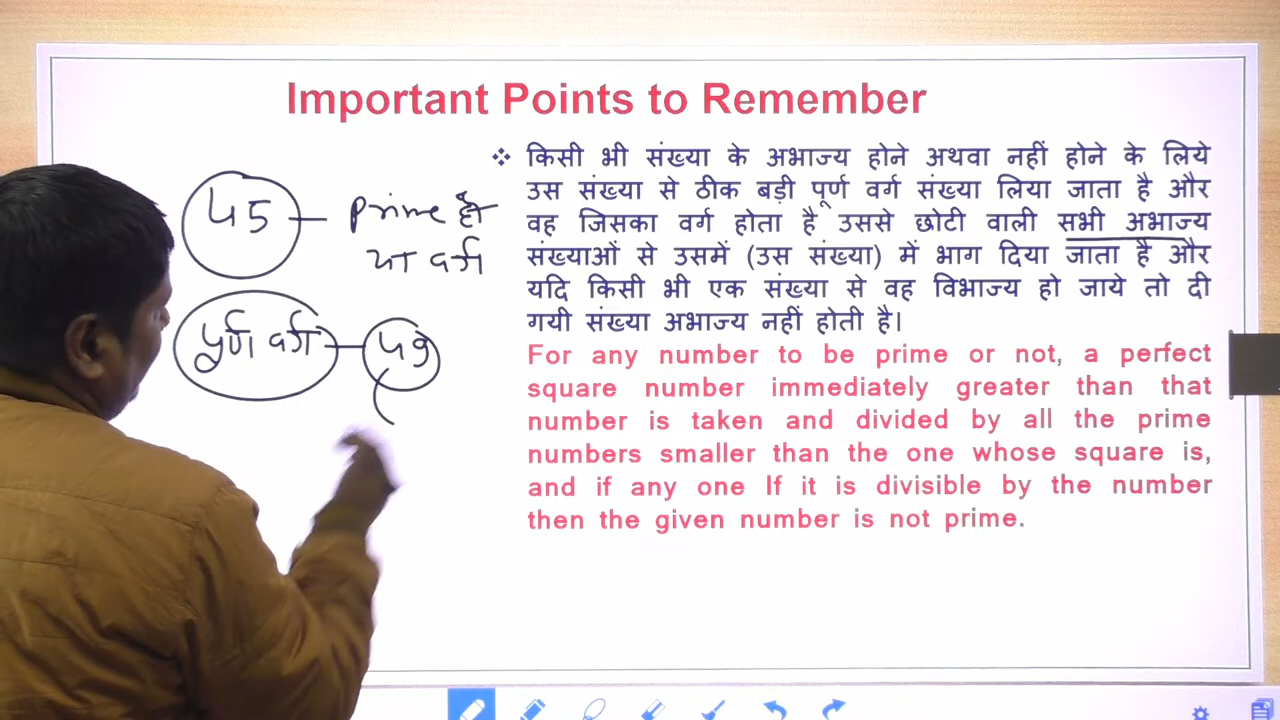 Important Points to Remember
❖ किसी भी संख्या के अभाज्य होने अथवा नहीं होने के लिये
उस संख्या से ठीक बड़ी पूर्ण वर्ग संख्या लिया जाता है और
वह जिसका वर्ग होता है उससे छोटी वाली सभी अभाज्य
संख्याओं से उसमें (उस संख्या) में भाग दिया जाता है और
यदि किसी भी एक संख्या से वह विभाज्य हो जाये तो दी
गयी संख्या अभाज्य नहीं होती है।
For any number to be prime or not, a perfect
square number immediately greater than that
number is taken and divided by all the prime
numbers smaller than the one whose square is,
and if any one If it is divisible by the number
then the given number is not prime.
45 – prime है
या
पूर्ण वर्ग – 49